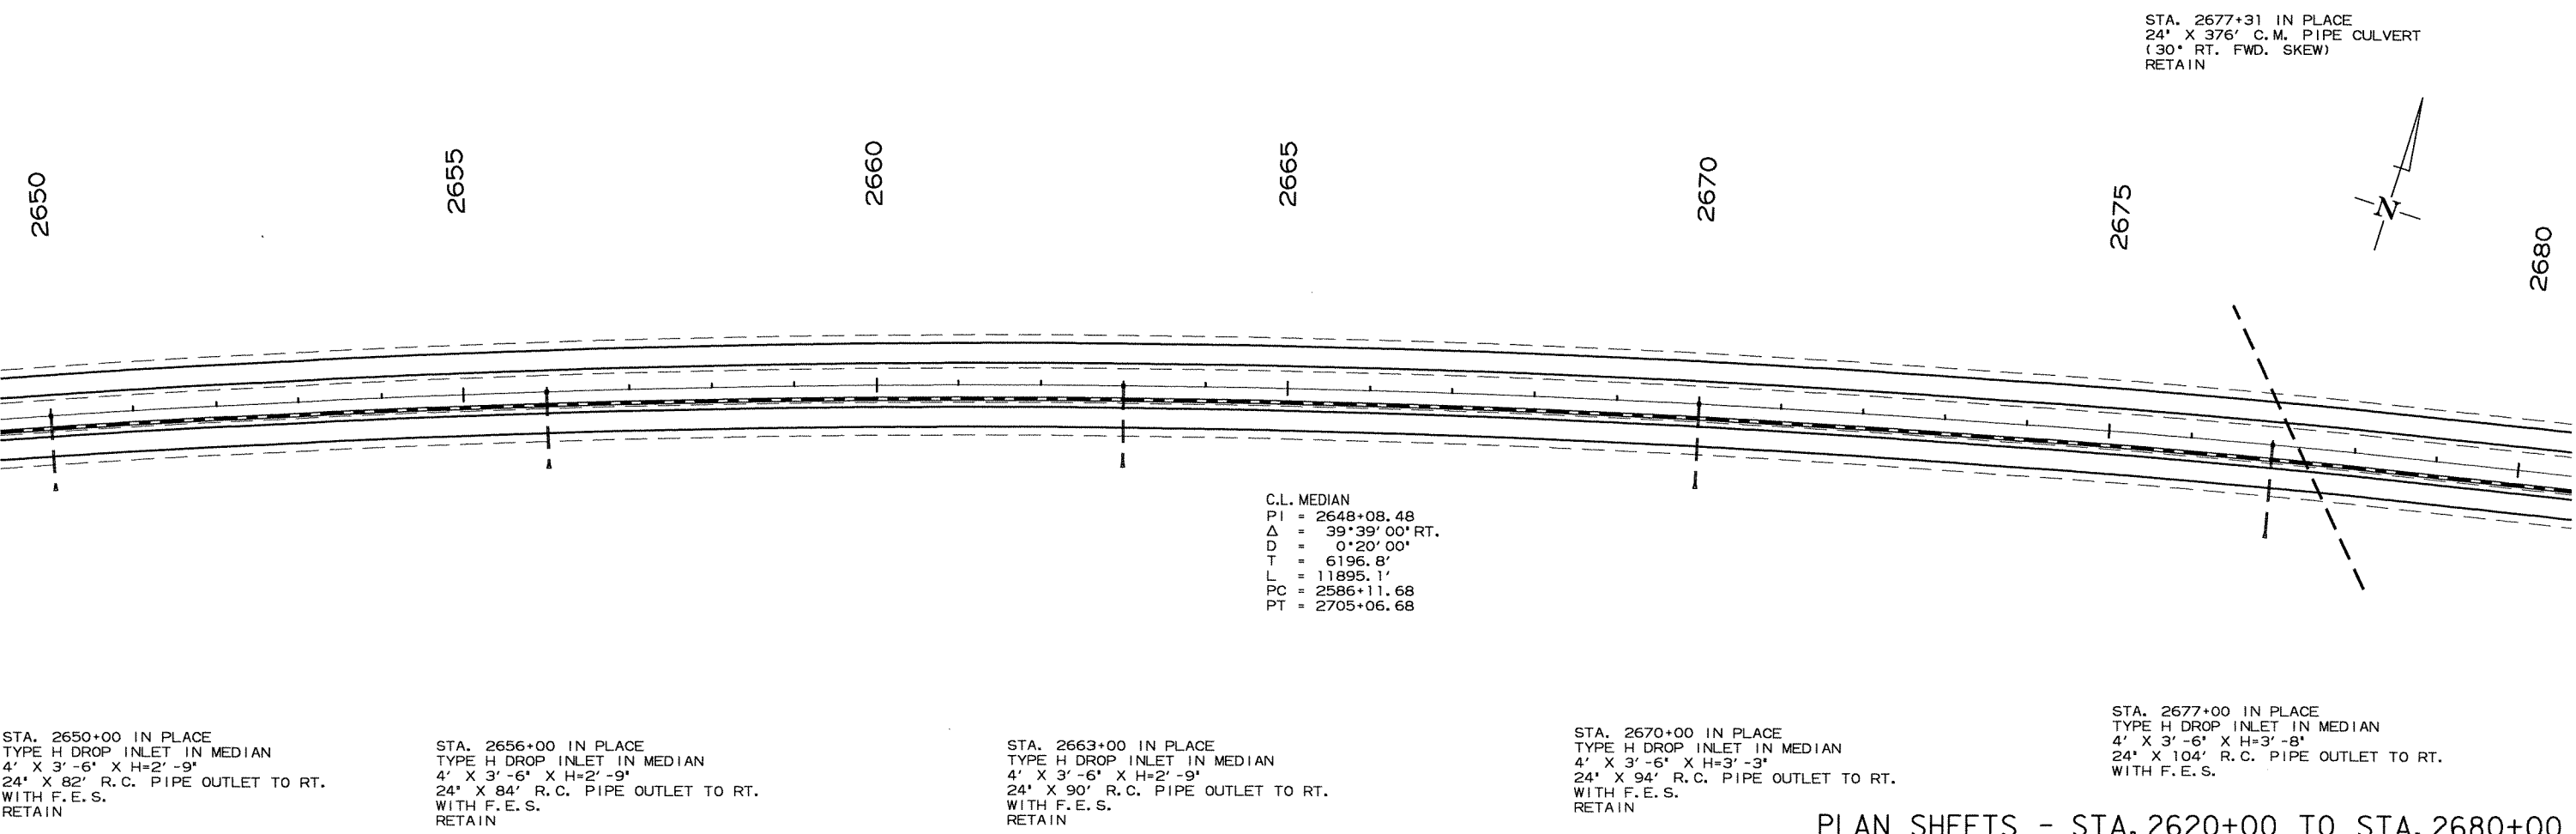 STA. 2677+31 IN PLACE
24" X 376' C.M. PIPE CULVERT
(30° RT. FWD. SKEW)
RETAIN
2650
2655
2660
2665
2670
2675
2680
N
C.L. MEDIAN
PI = 2648+08.48
Δ = 39°39'00" RT.
D = 0°20'00"
T = 6196.8'
L = 11895.1'
PC = 2586+11.68
PT = 2705+06.68
STA. 2650+00 IN PLACE
TYPE H DROP INLET IN MEDIAN
4' X 3'-6" X H=2'-9"
24" X 82' R.C. PIPE OUTLET TO RT.
WITH F.E.S.
RETAIN
STA. 2656+00 IN PLACE
TYPE H DROP INLET IN MEDIAN
4' X 3'-6" X H=2'-9"
24" X 84' R.C. PIPE OUTLET TO RT.
WITH F.E.S.
RETAIN
STA. 2663+00 IN PLACE
TYPE H DROP INLET IN MEDIAN
4' X 3'-6" X H=2'-9"
24" X 90' R.C. PIPE OUTLET TO RT.
WITH F.E.S.
RETAIN
STA. 2670+00 IN PLACE
TYPE H DROP INLET IN MEDIAN
4' X 3'-6" X H=3'-3"
24" X 94' R.C. PIPE OUTLET TO RT.
WITH F.E.S.
RETAIN
STA. 2677+00 IN PLACE
TYPE H DROP INLET IN MEDIAN
4' X 3'-6" X H=3'-8"
24" X 104' R.C. PIPE OUTLET TO RT.
WITH F.E.S.
PLAN SHEETS - STA. 2620+00 TO STA. 2680+00